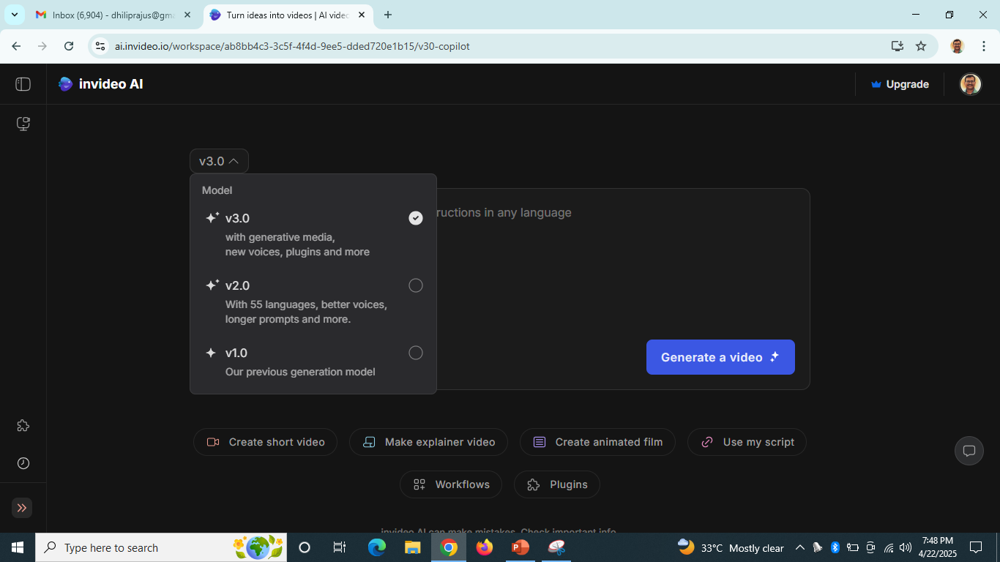 Inbox (6,904) - dhiliprajus@gma
Turn ideas into videos | AI video
ai.invideo.io/workspace/ab8bb4c3-3c5f-4f4d-9ee5-dded720e1b15/v30-copilot
invideo AI
Upgrade
v3.0
Model
v3.0
with generative media,
new voices, plugins and more
v2.0
With 55 languages, better voices,
longer prompts and more.
v1.0
Our previous generation model
ructions in any language
Generate a video
Create short video
Make explainer video
Create animated film
Use my script
Workflows
Plugins
invideo AI can make mistakes. Check important info.
Type here to search
33°C Mostly clear
7:48 PM
4/22/2025